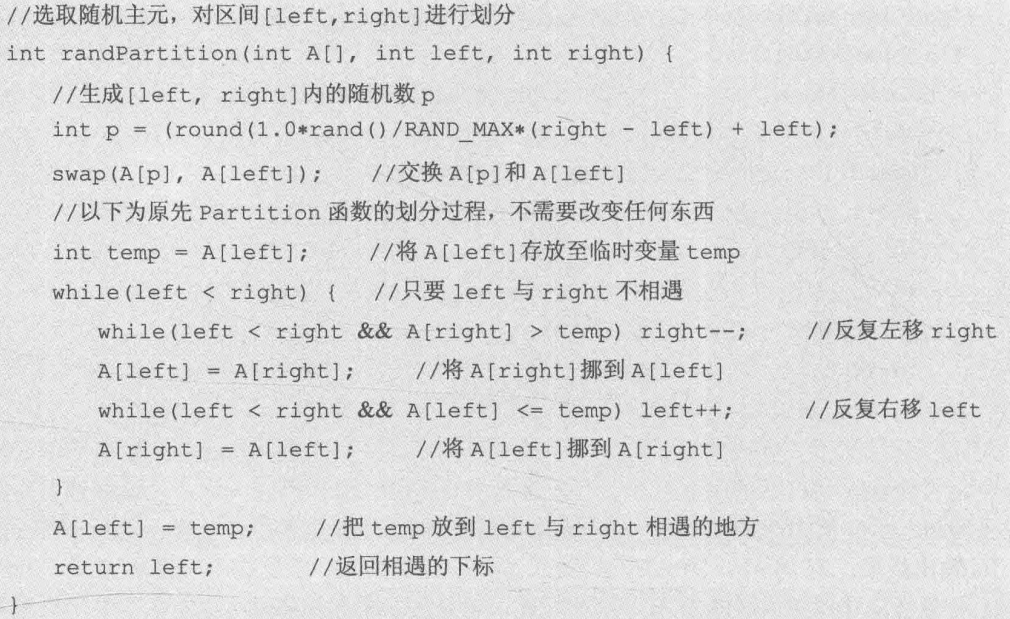 //选取随机主元，对区间[left,right]进行划分
int randPartition(int A[], int left, int right) {
//生成[left, right]内的随机数 p
int p = (round(1.0*rand()/RAND_MAX*(right - left) + left);
swap(A[p], A[left]); //交换 A[p]和 A[left]
//以下为原先 Partition 函数的划分过程，不需要改变任何东西
int temp = A[left]; //将 A[left]存放至临时变量 temp
while(left < right) { //只要 left 与 right 不相遇
while(left < right && A[right] > temp) right--; //反复左移 right
A[left] = A[right]; //将 A[right]挪到 A[left]
while(left < right && A[left] <= temp) left++; //反复右移 left
A[right] = A[left]; //将 A[left]挪到 A[right]
}
A[left] = temp; //把 temp 放到 left 与 right 相遇的地方
return left; //返回相遇的下标
}